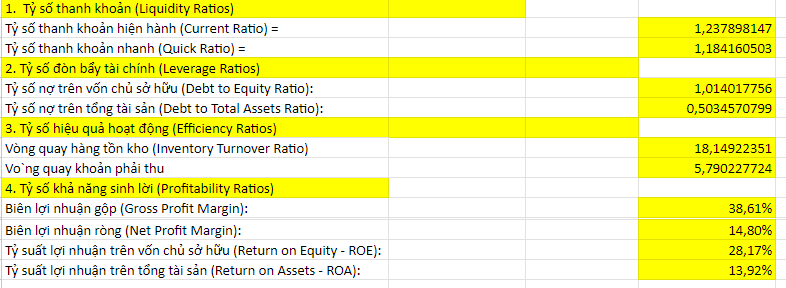 1.  Tỷ số thanh khoản (Liquidity Ratios)
Tỷ số thanh khoản hiện hành (Current Ratio) = 1,237898147
Tỷ số thanh khoản nhanh (Quick Ratio) = 1,184160503
2. Tỷ số đòn bẩy tài chính (Leverage Ratios)
Tỷ số nợ trên vốn chủ sở hữu (Debt to Equity Ratio): 1,014017756
Tỷ số nợ trên tổng tài sản (Debt to Total Assets Ratio): 0,5034570799
3. Tỷ số hiệu quả hoạt động (Efficiency Ratios)
Vòng quay hàng tồn kho (Inventory Turnover Ratio) 18,14922351
Vo`ng quay khoản phải thu 5,790227724
4. Tỷ số khả năng sinh lời (Profitability Ratios)
Biên lợi nhuận gộp (Gross Profit Margin): 38,61%
Biên lợi nhuận ròng (Net Profit Margin): 14,80%
Tỷ suất lợi nhuận trên vốn chủ sở hữu (Return on Equity - ROE): 28,17%
Tỷ suất lợi nhuận trên tổng tài sản (Return on Assets - ROA): 13,92%